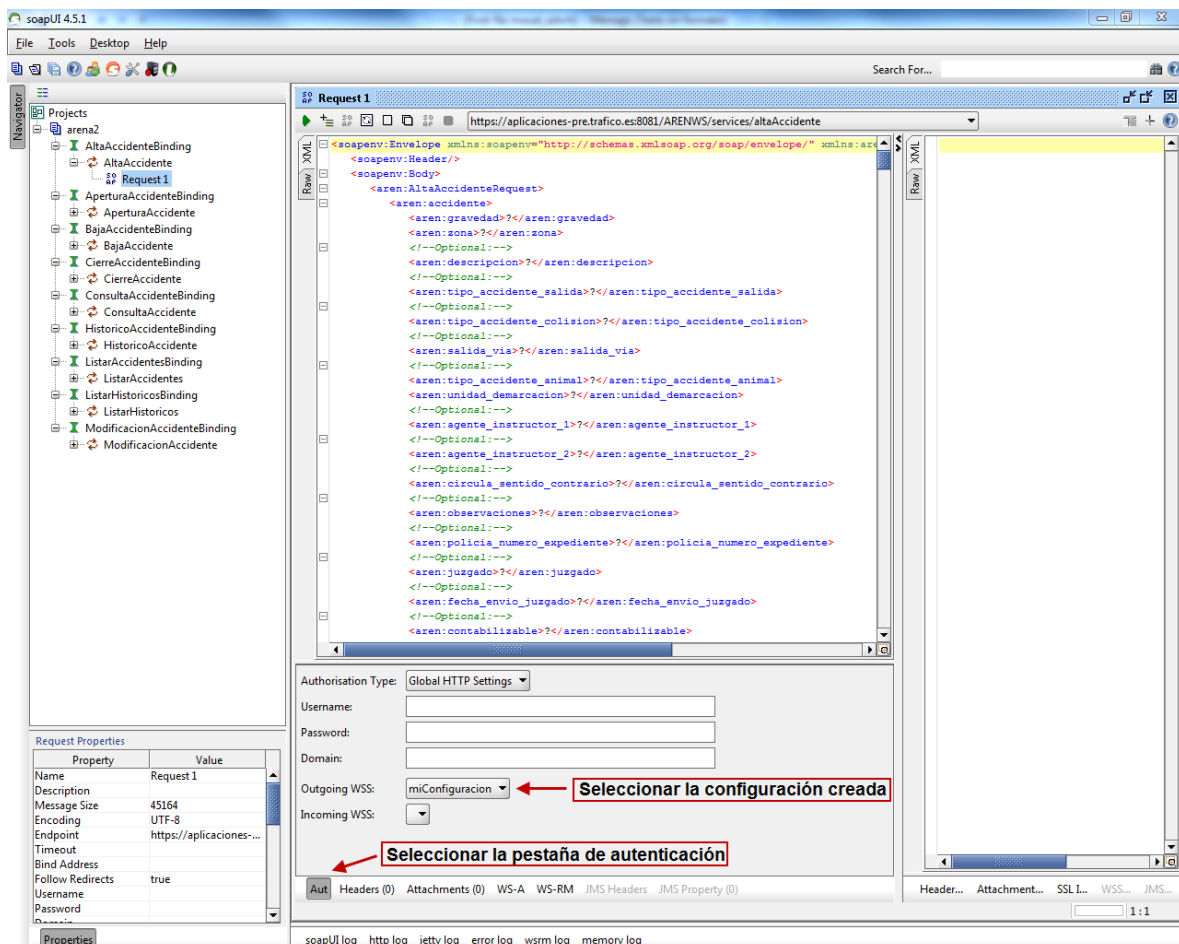 soapUI 4.5.1
File Tools Desktop Help
Search For...
Navigator
Projects
arena2
AltaAccidenteBinding
AltaAccidente
Request 1
AperturaAccidenteBinding
AperturaAccidente
BajaAccidenteBinding
BajaAccidente
CierreAccidenteBinding
CierreAccidente
ConsultaAccidenteBinding
ConsultaAccidente
HistoricoAccidenteBinding
HistoricoAccidente
ListarAccidentesBinding
ListarAccidentes
ListarHistoricosBinding
ListarHistoricos
ModificacionAccidenteBinding
ModificacionAccidente
Request Properties
Property Value
Name Request 1
Description
Message Size 45164
Encoding UTF-8
Endpoint https://aplicaciones-...
Timeout
Bind Address
Follow Redirects true
Username
Password
Domain
Properties
Request 1
https://aplicaciones-pre.trafico.es:8081/ARENWS/services/altaAccidente
XML
Raw
<soapenv:Envelope xmlns:soapenv="http://schemas.xmlsoap.org/soap/envelope/" xmlns:are
<soapenv:Header/>
<soapenv:Body>
<aren:AltaAccidenteRequest>
<aren:accidente>
<aren:gravedad>?</aren:gravedad>
<aren:zona>?</aren:zona>
<!--Optional:-->
<aren:descripcion>?</aren:descripcion>
<!--Optional:-->
<aren:tipo_accidente_salida>?</aren:tipo_accidente_salida>
<!--Optional:-->
<aren:tipo_accidente_colision>?</aren:tipo_accidente_colision>
<!--Optional:-->
<aren:salida_via>?</aren:salida_via>
<!--Optional:-->
<aren:tipo_accidente_animal>?</aren:tipo_accidente_animal>
<aren:unidad_demarcacion>?</aren:unidad_demarcacion>
<!--Optional:-->
<aren:agente_instructor_1>?</aren:agente_instructor_1>
<!--Optional:-->
<aren:agente_instructor_2>?</aren:agente_instructor_2>
<!--Optional:-->
<aren:circula_sentido_contrario>?</aren:circula_sentido_contrario>
<!--Optional:-->
<aren:observaciones>?</aren:observaciones>
<!--Optional:-->
<aren:policia_numero_expediente>?</aren:policia_numero_expediente>
<!--Optional:-->
<aren:juzgado>?</aren:juzgado>
<!--Optional:-->
<aren:fecha_envio_juzgado>?</aren:fecha_envio_juzgado>
<!--Optional:-->
<aren:contabilizable>?</aren:contabilizable>
XML
Raw
Authorisation Type: Global HTTP Settings
Username:
Password:
Domain:
Outgoing WSS: miConfiguracion
Seleccionar la configuración creada
Incoming WSS:
Seleccionar la pestaña de autenticación
Aut Headers (0) Attachments (0) WS-A WS-RM JMS Headers JMS Property (0)
Header... Attachment... SSL I... WSS... JMS...
1:1
soapUI log http log jetty log error log wsrm log memory log